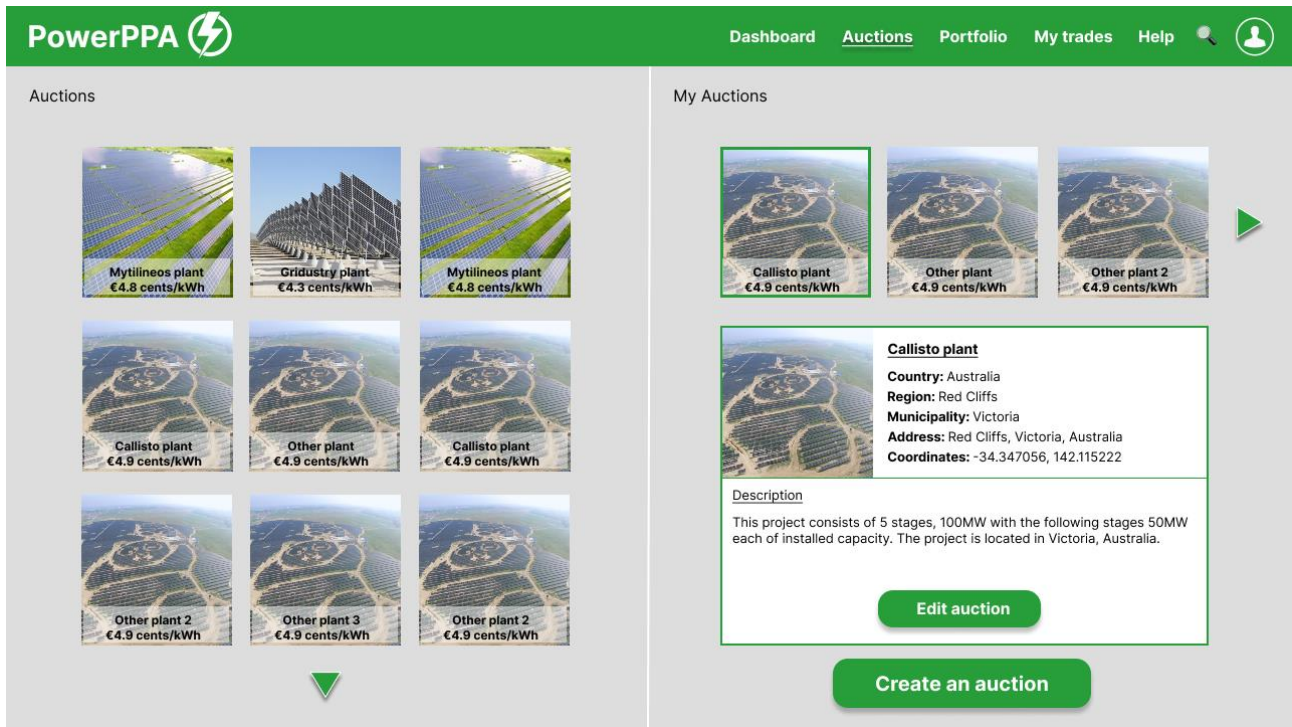 PowerPPA
Dashboard Auctions Portfolio My trades Help
Auctions
Mytilineos plant
€4.8 cents/kWh
Gridustry plant
€4.3 cents/kWh
Mytilineos plant
€4.8 cents/kWh
Callisto plant
€4.9 cents/kWh
Other plant
€4.9 cents/kWh
Callisto plant
€4.9 cents/kWh
Other plant 2
€4.9 cents/kWh
Other plant 3
€4.9 cents/kWh
Other plant 2
€4.9 cents/kWh
My Auctions
Callisto plant
€4.9 cents/kWh
Other plant
€4.9 cents/kWh
Other plant 2
€4.9 cents/kWh
Callisto plant
Country: Australia
Region: Red Cliffs
Municipality: Victoria
Address: Red Cliffs, Victoria, Australia
Coordinates: -34.347056, 142.115222
Description
This project consists of 5 stages, 100MW with the following stages 50MW
each of installed capacity. The project is located in Victoria, Australia.
Edit auction
Create an auction